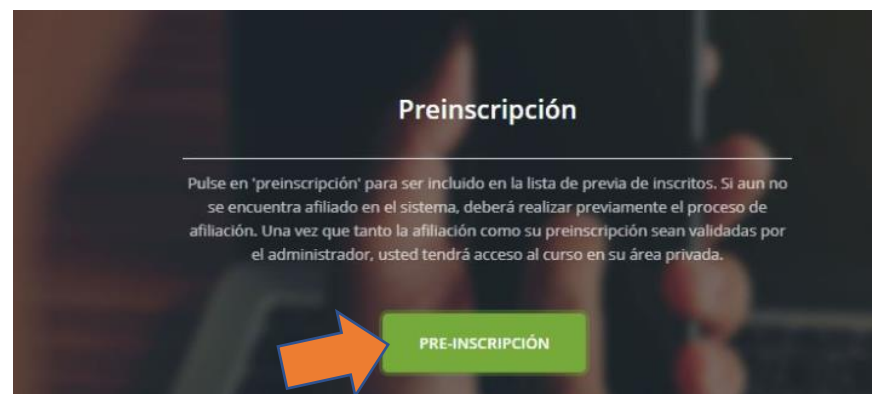 Preinscripción
Pulse en 'preinscripción' para ser incluido en la lista de previa de inscritos. Si aun no
se encuentra afiliado en el sistema, deberá realizar previamente el proceso de
afiliación. Una vez que tanto la afiliación como su preinscripción sean validadas por
el administrador, usted tendrá acceso al curso en su área privada.
PRE-INSCRIPCIÓN